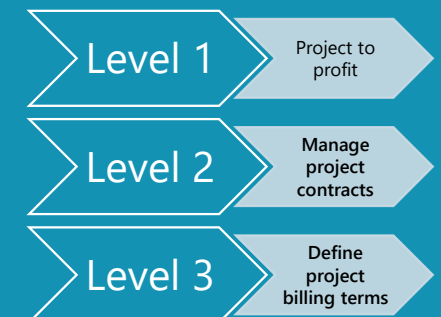 Level 1
Project to
profit
Level 2
Manage
project
contracts
Level 3
Define
project
billing terms